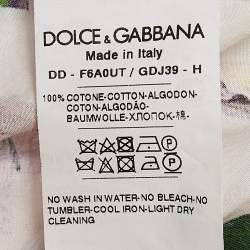 DOLCE & GABBANA
Made in Italy
DD - F6A0UT / GDJ39 - H
100% COTONE-COTTON-ALGODON-
COTON-ALGODÃO-
BAUMWOLLE-ХЛОПОК-棉-
NO WASH IN WATER-NO BLEACH-NO
TUMBLER-COOL IRON-LIGHT DRY
CLEANING